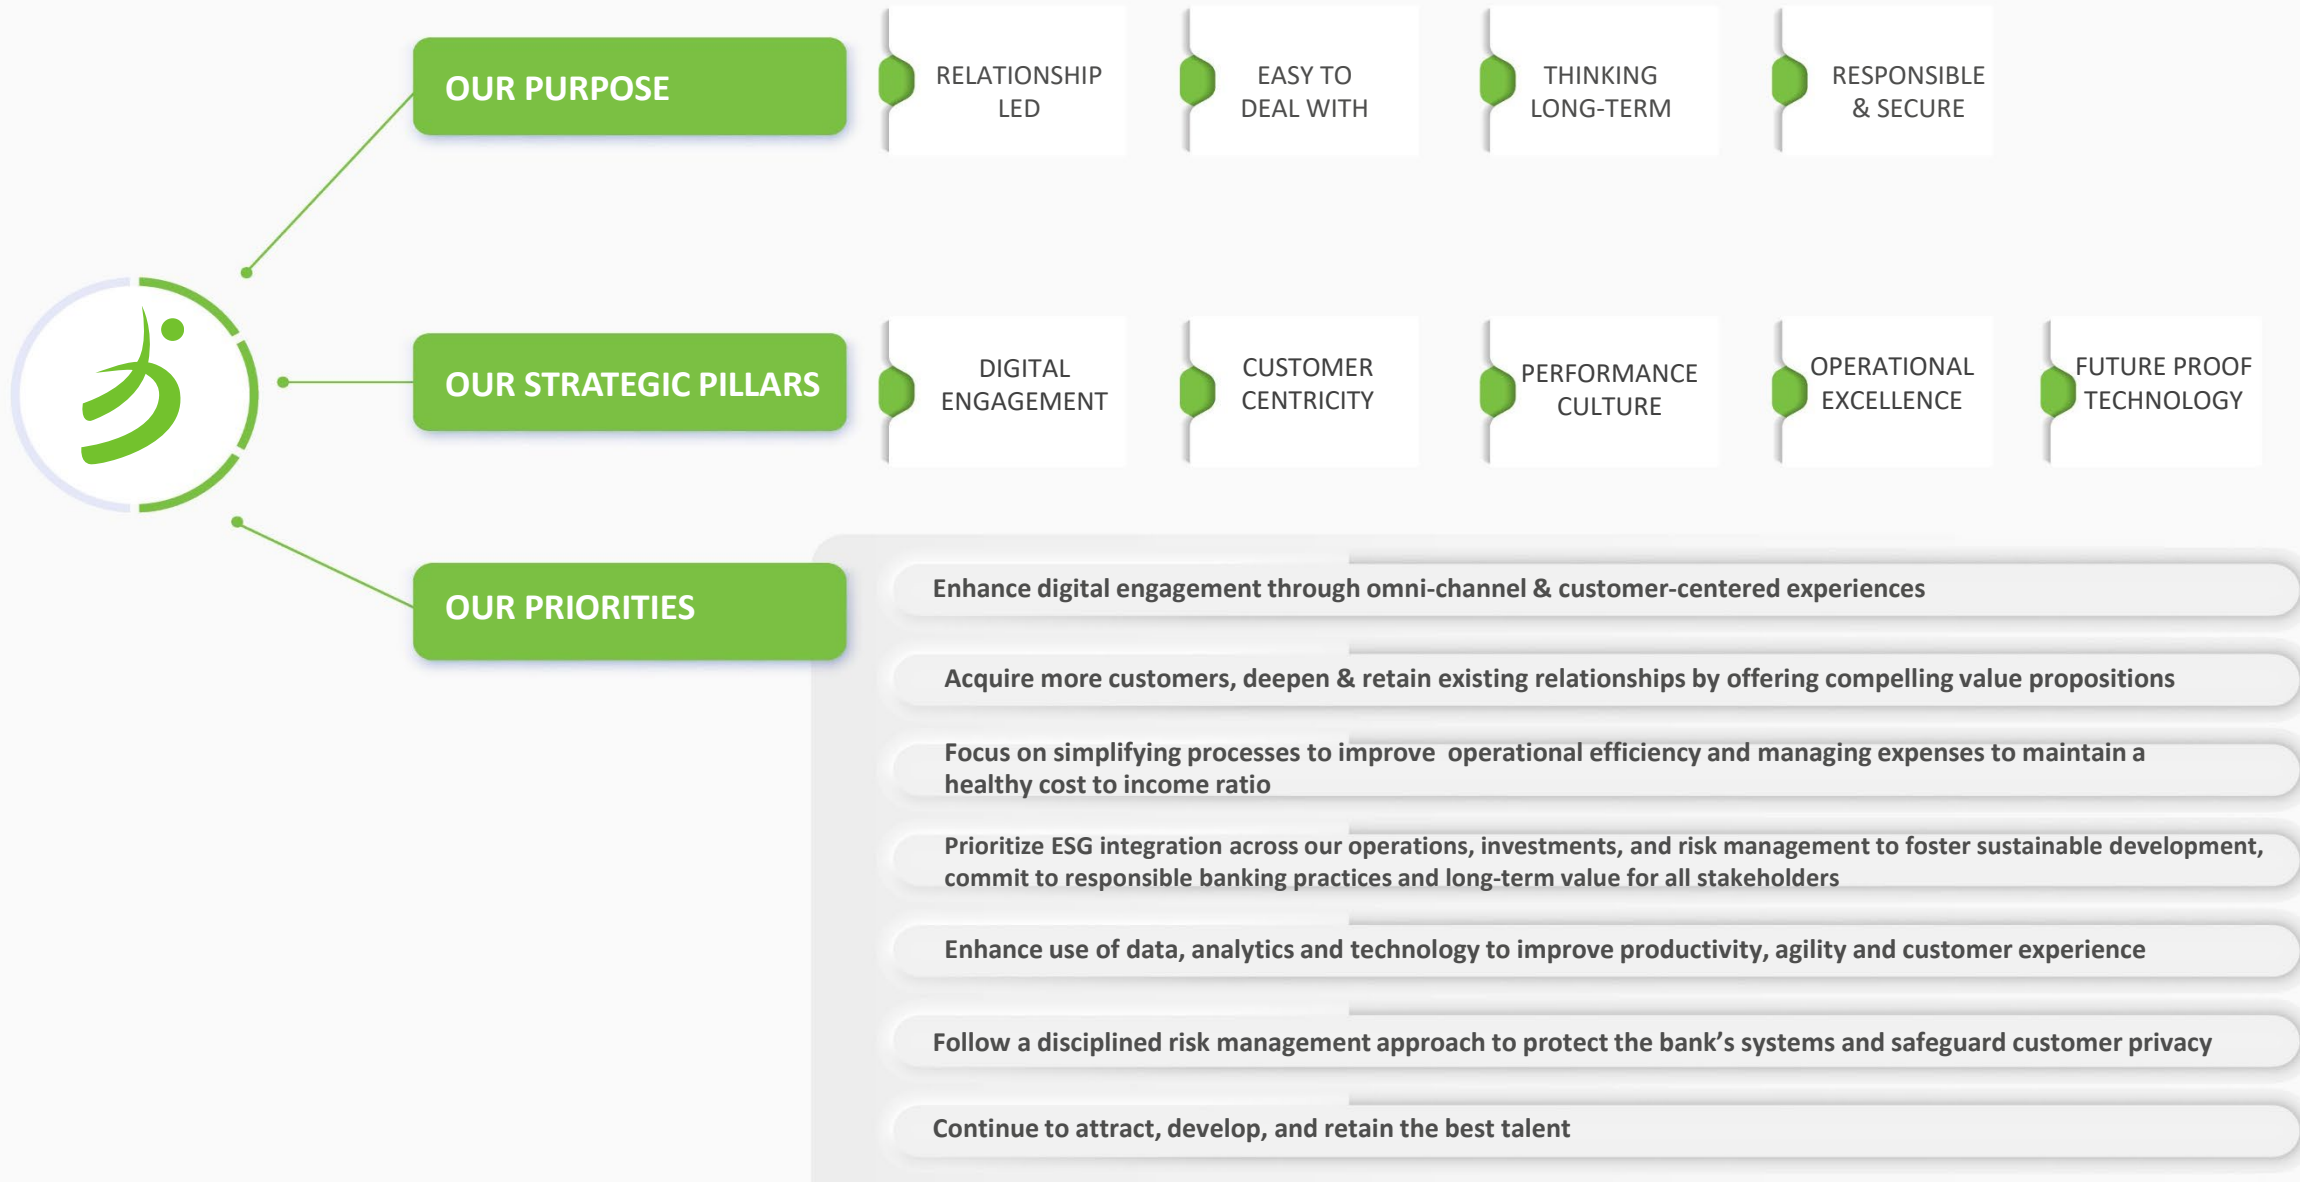 OUR PURPOSE
RELATIONSHIP
LED
EASY TO
DEAL WITH
THINKING
LONG-TERM
RESPONSIBLE
& SECURE
OUR STRATEGIC PILLARS
DIGITAL
ENGAGEMENT
CUSTOMER
CENTRICITY
PERFORMANCE
CULTURE
OPERATIONAL
EXCELLENCE
FUTURE PROOF
TECHNOLOGY
OUR PRIORITIES
Enhance digital engagement through omni-channel & customer-centered experiences
Acquire more customers, deepen & retain existing relationships by offering compelling value propositions
Focus on simplifying processes to improve operational efficiency and managing expenses to maintain a
healthy cost to income ratio
Prioritize ESG integration across our operations, investments, and risk management to foster sustainable development,
commit to responsible banking practices and long-term value for all stakeholders
Enhance use of data, analytics and technology to improve productivity, agility and customer experience
Follow a disciplined risk management approach to protect the bank’s systems and safeguard customer privacy
Continue to attract, develop, and retain the best talent